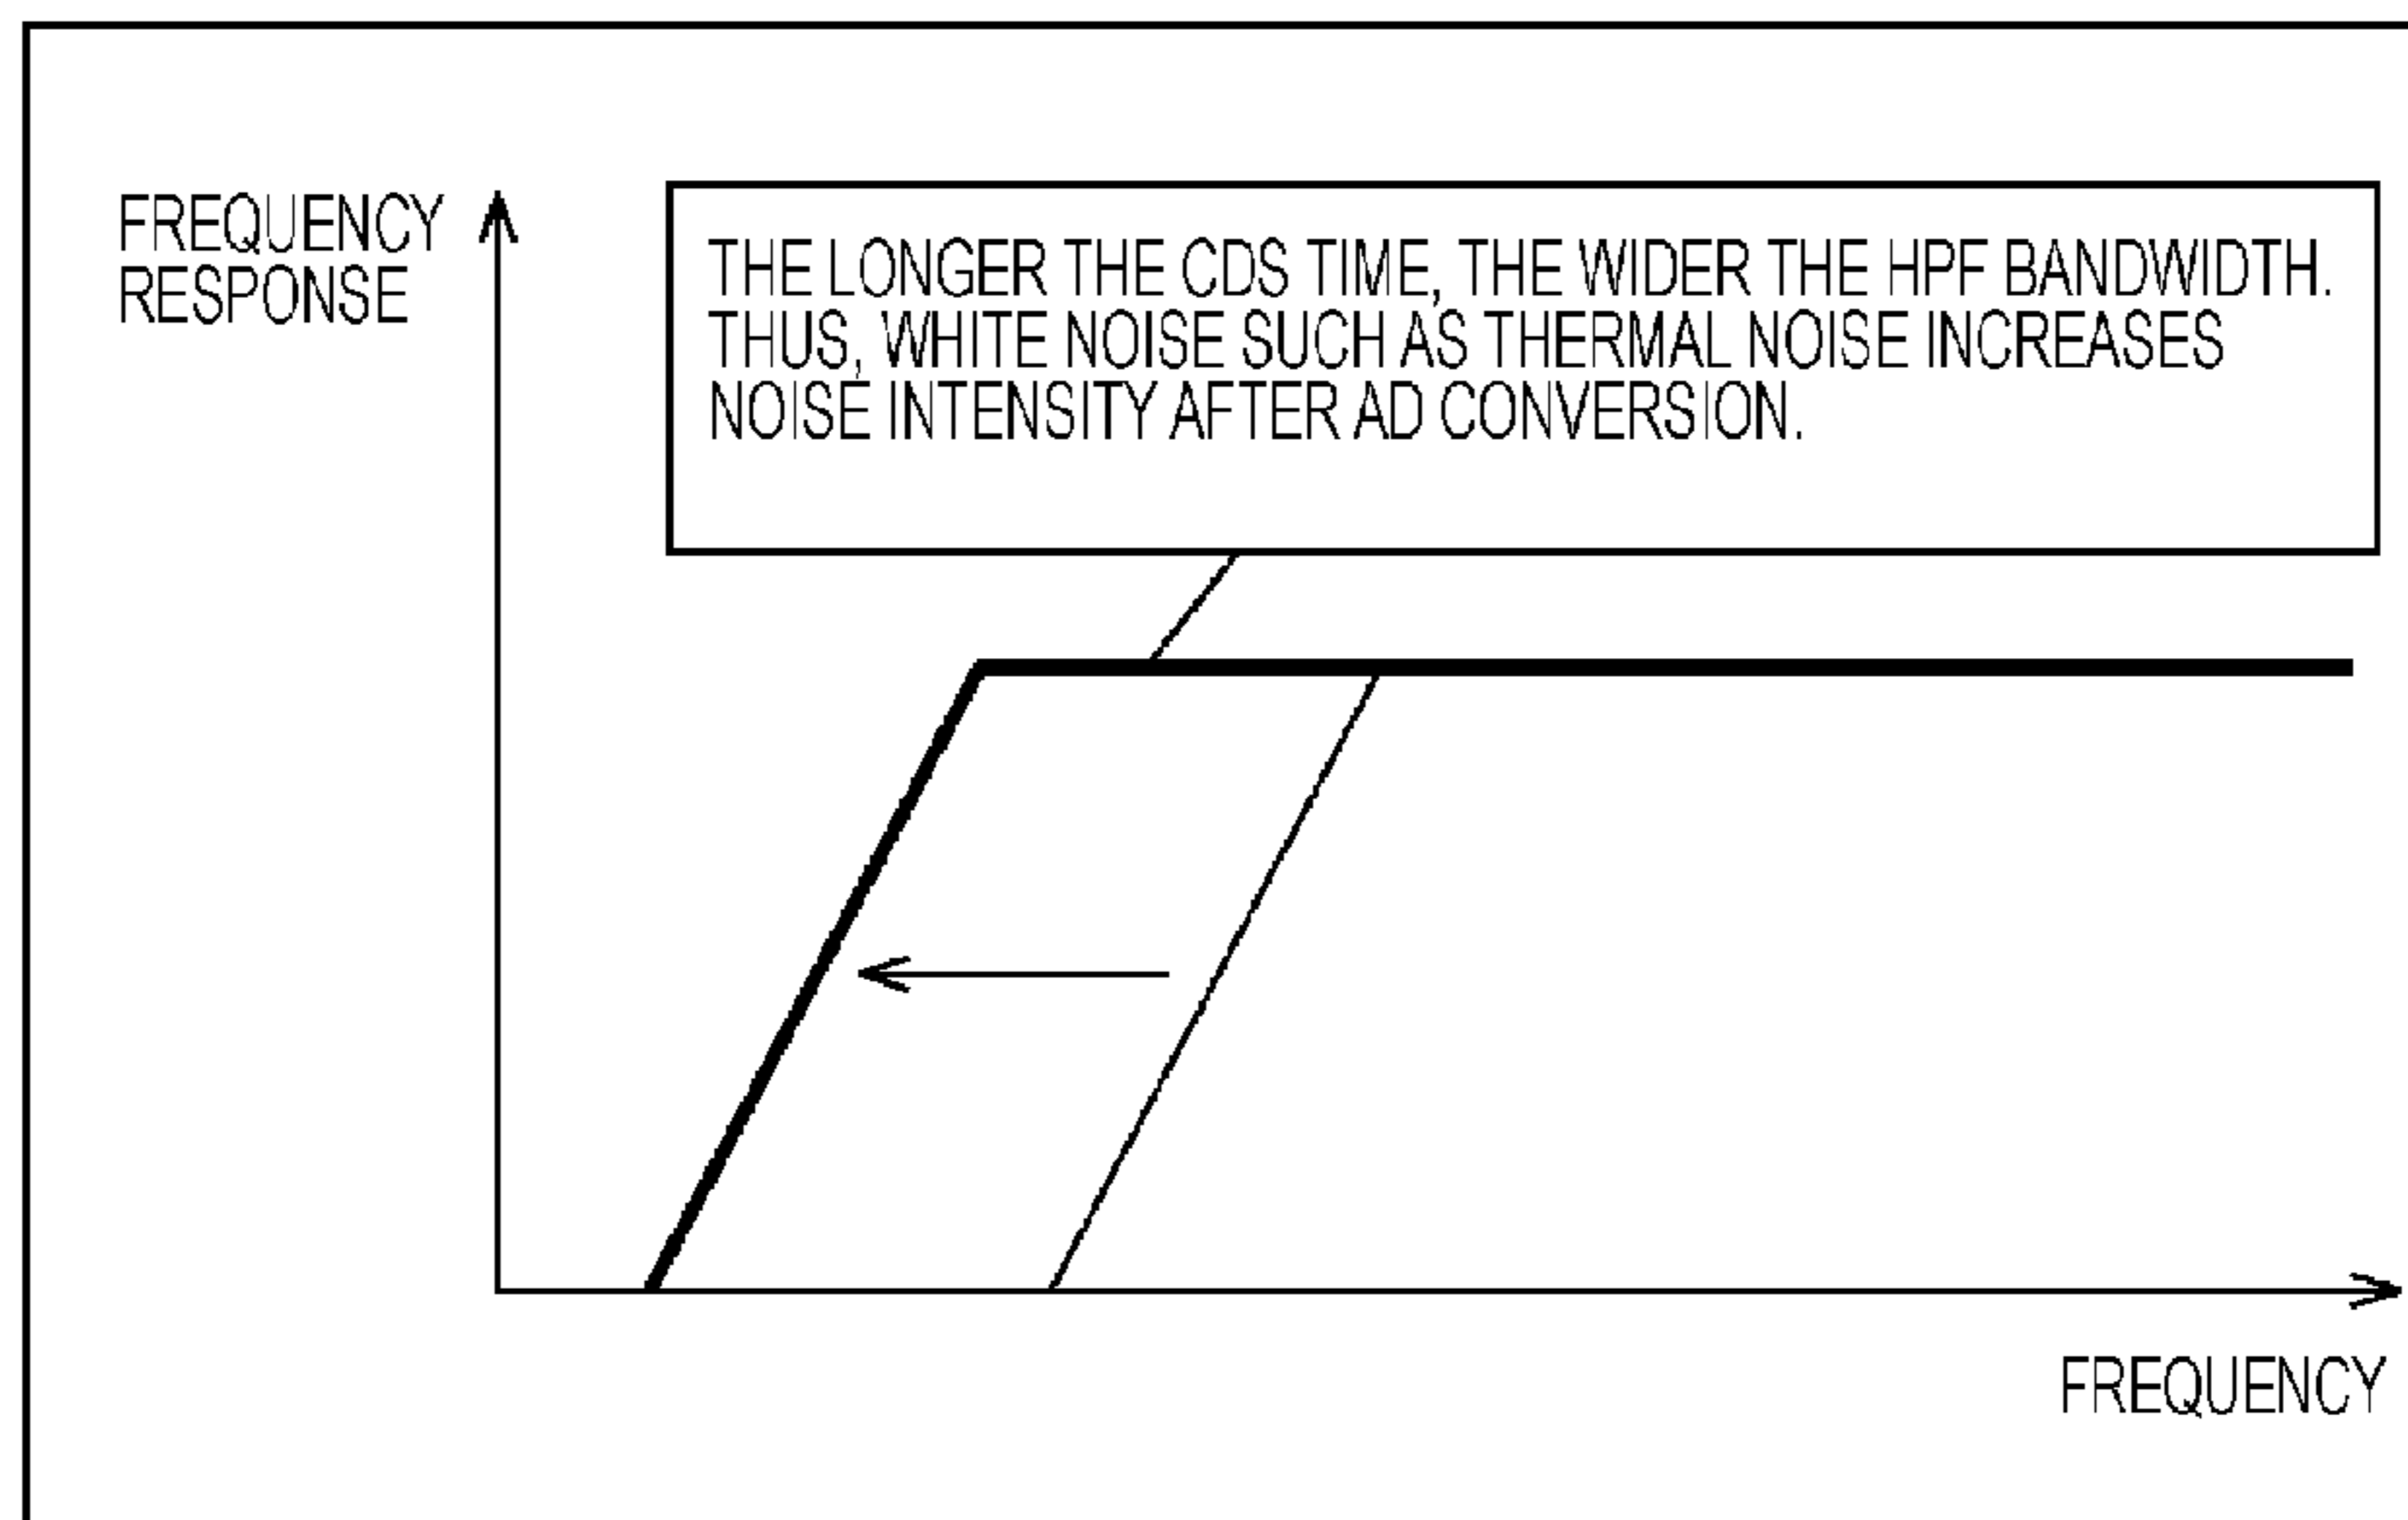 FREQUENCY
RESPONSE
THE LONGER THE CDS TIME, THE WIDER THE HPF BANDWIDTH.
THUS, WHITE NOISE SUCH AS THERMAL NOISE INCREASES
NOISE INTENSITY AFTER AD CONVERSION.
FREQUENCY